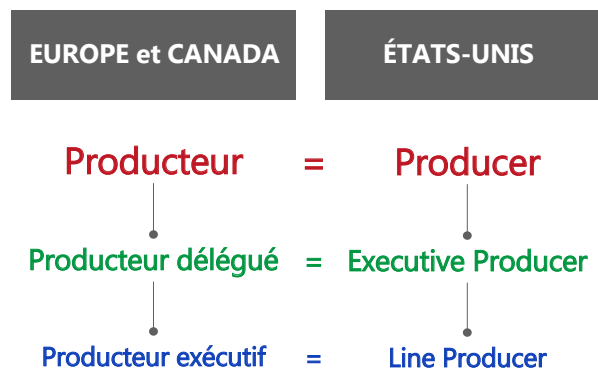 EUROPE et CANADA
ÉTATS-UNIS
Producteur = Producer
Producteur délégué = Executive Producer
Producteur exécutif = Line Producer